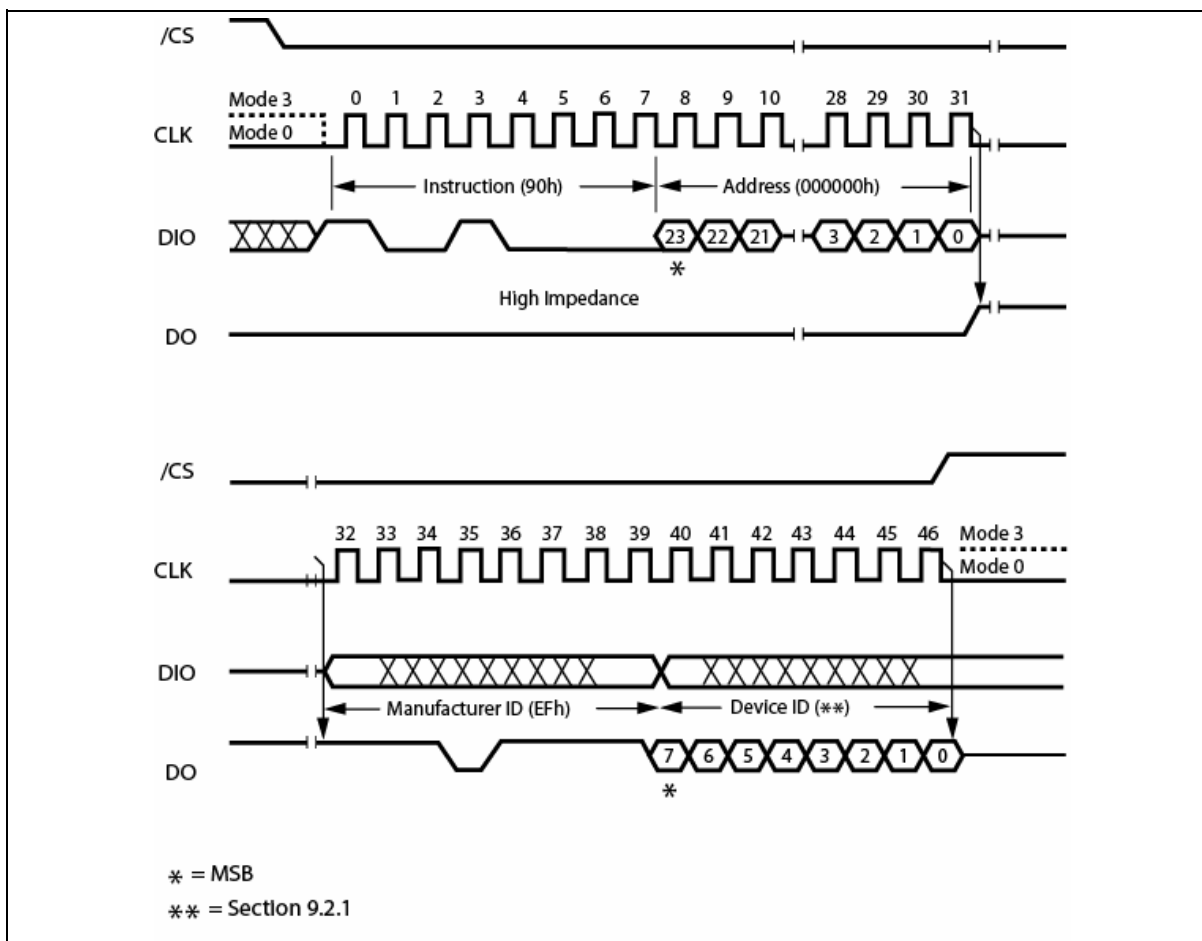 /CS
Mode 3 0 1 2 3 4 5 6 7 8 9 10 28 29 30 31
CLK Mode 0
Instruction (90h) Address (000000h)
DIO 23 22 21 3 2 1 0
*
High Impedance
DO
/CS
32 33 34 35 36 37 38 39 40 41 42 43 44 45 46 Mode 3
CLK Mode 0
DIO
Manufacturer ID (EFh) Device ID (**)
DO 7 6 5 4 3 2 1 0
*
* = MSB
** = Section 9.2.1